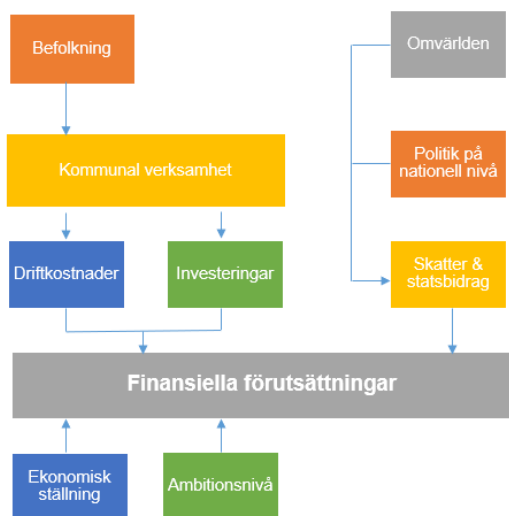 Befolkning
Omvärlden
Kommunal verksamhet
Politik på
nationell nivå
Driftkostnader
Investeringar
Skatter &
statsbidrag
Finansiella förutsättningar
Ekonomisk
ställning
Ambitionsnivå